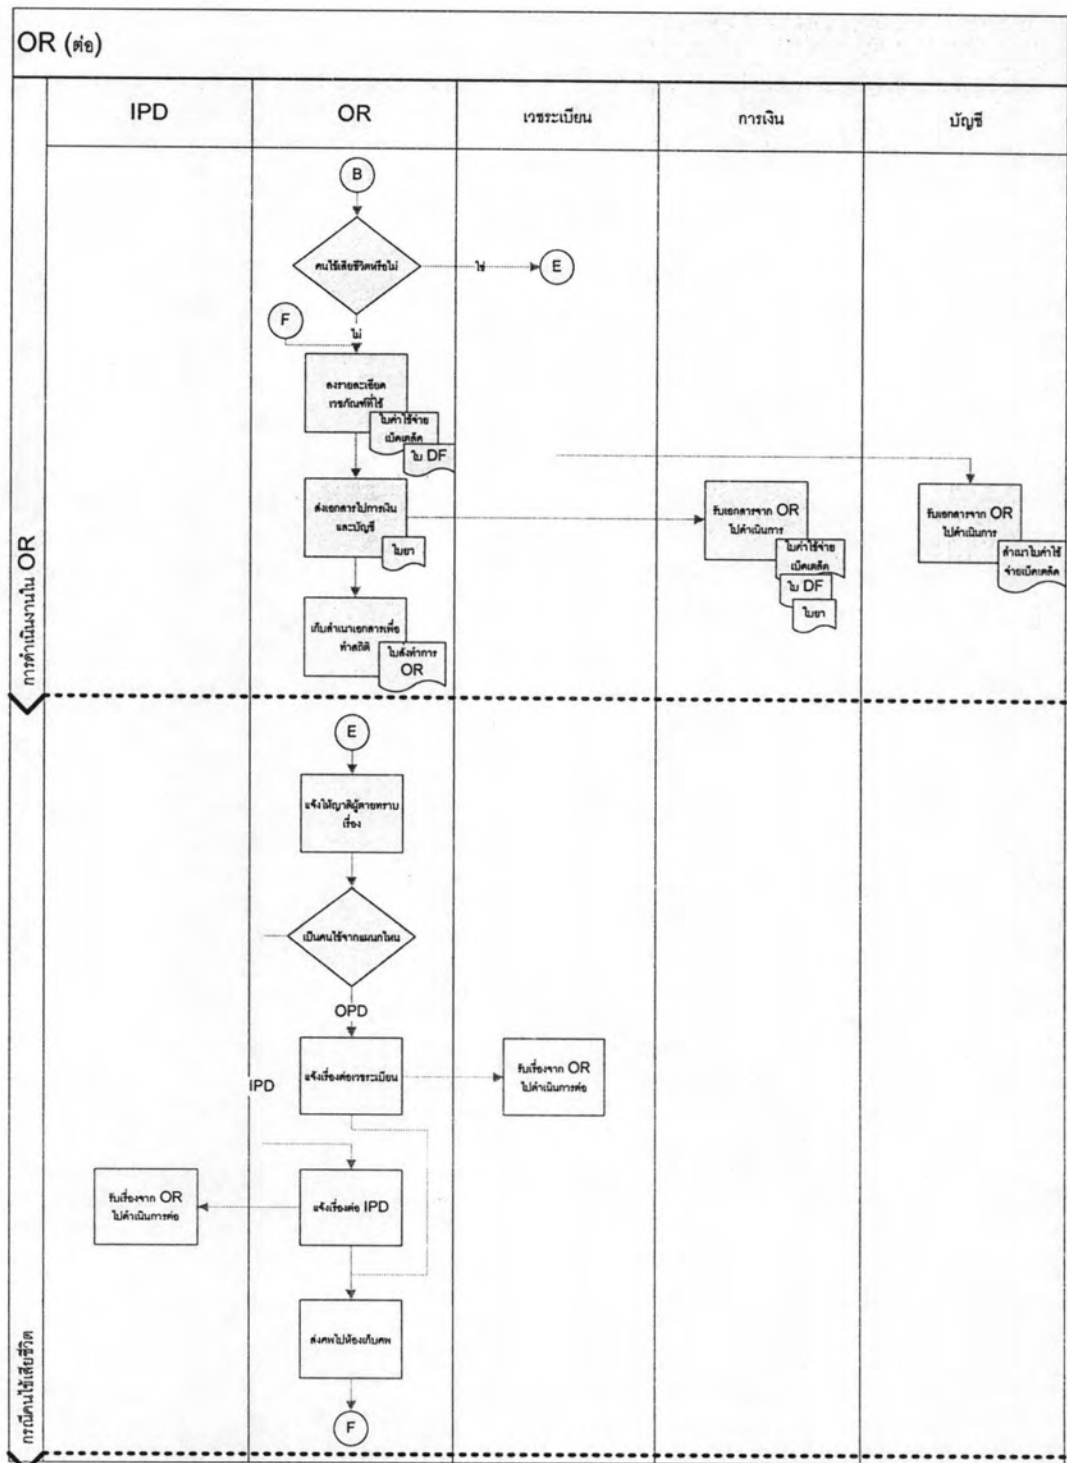 OR (ต่อ)
IPD
OR
เวชระเบียน
การเงิน
บัญชี
การดำเนินงานใน OR
B
คนไข้เสียชีวิตหรือไม่
ใช่
E
F
ไม่
ลงรายละเอียด
เวชภัณฑ์ที่ใช้
ใบค่าใช้จ่าย
เบ็ดเตล็ด
ใบ DF
ส่งเอกสารไปการเงิน
และบัญชี
ใบยา
รับเอกสารจาก OR
ไปดำเนินการ
ใบค่าใช้จ่าย
เบ็ดเตล็ด
ใบ DF
ใบยา
รับเอกสารจาก OR
ไปดำเนินการ
สำเนาใบค่าใช้
จ่ายเบ็ดเตล็ด
เก็บสำเนาเอกสารเพื่อ
ทำสถิติ
ใบสั่งทำการ
OR
กรณีคนไข้เสียชีวิต
E
แจ้งให้ญาติผู้ตายทราบ
เรื่อง
เป็นคนไข้จากแผนกไหน
OPD
IPD
แจ้งเรื่องต่อเวชระเบียน
รับเรื่องจาก OR
ไปดำเนินการต่อ
แจ้งเรื่องต่อ IPD
รับเรื่องจาก OR
ไปดำเนินการต่อ
ส่งศพไปห้องเก็บศพ
F